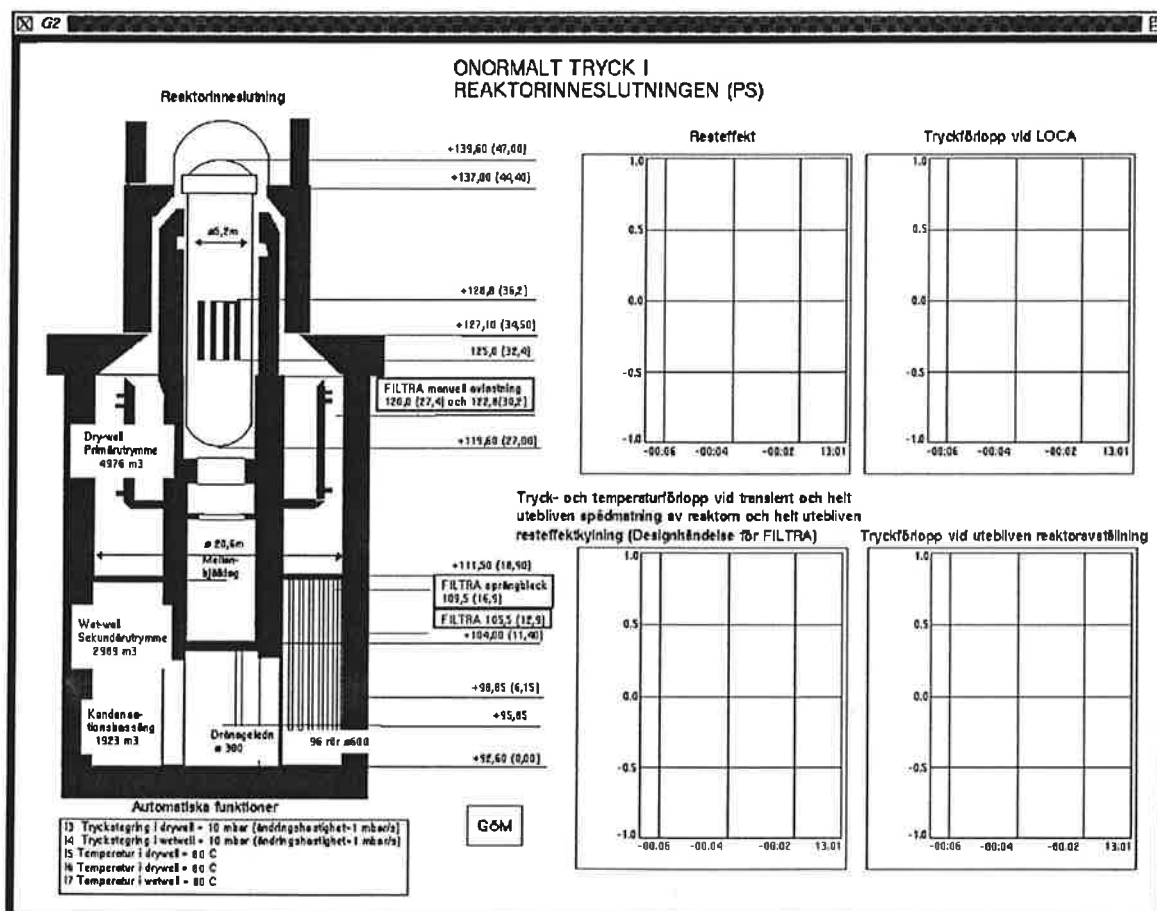 G2
ONORMALT TRYCK I
REAKTORINNESLUTNINGEN (PS)
Reaktorinneslutning
+139,60 (47,00)
+137,00 (44,40)
ø5,2m
+128,8 (36,2)
+127,10 (34,50)
125,0 (32,4)
FILTRA manuell avlastning
120,0 (27,4) och 122,8(30,2)
+119,60 (27,00)
Dry-well
Primärutrymme
4976 m3
ø 20,6m
Mellan-
bjälklag
+111,50 (18,90)
FILTRA sprängbleck
109,5 (16,9)
FILTRA 105,5 (12,9)
+104,00 (11,40)
Wet-well
Sekundärutrymme
2989 m3
+98,85 (6,15)
+95,85
Kondensa-
tionsbassäng
1923 m3
Dränageledn
ø 300
96 rör ø600
+92,60 (0,00)
Automatiska funktioner
I3 Tryckstegring i drywell = 10 mbar (ändringshastighet=1 mbar/s)
I4 Tryckstegring i wetwell = 10 mbar (ändringshastighet=1 mbar/s)
I5 Temperatur i drywell = 80 C
I6 Temperatur i drywell = 80 C
I7 Temperatur i wetwell = 80 C
GÖM
Resteffekt
1.0
0.5
0.0
-0.5
-1.0
-00:06 -00:04 -00:02 13:01
Tryckförlopp vid LOCA
1.0
0.5
0.0
-0.5
-1.0
-00:06 -00:04 -00:02 13:01
Tryck- och temperaturförlopp vid transient och helt
utebliven spädmatning av reaktorn och helt utebliven
resteffektkylning (Designhändelse för FILTRA)
1.0
0.5
0.0
-0.5
-1.0
-00:06 -00:04 -00:02 13:01
Tryckförlopp vid utebliven reaktoravställning
1.0
0.5
0.0
-0.5
-1.0
-00:06 -00:04 -00:02 13:01